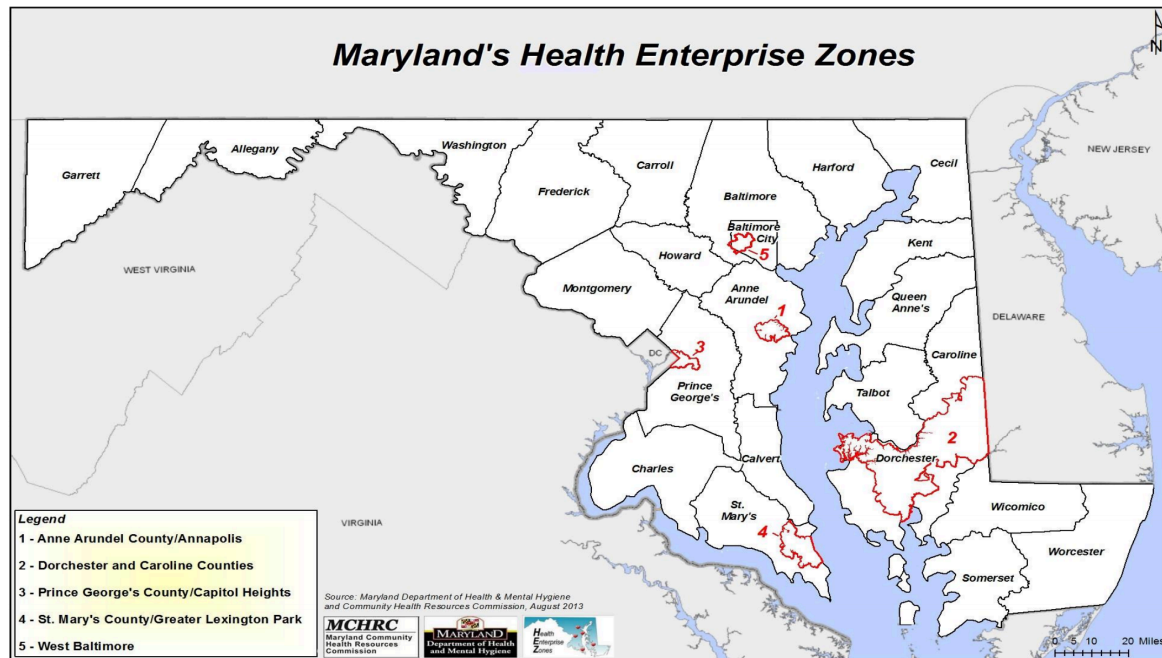 Maryland's Health Enterprise Zones
N
Garrett
Allegany
Washington
Frederick
Carroll
Baltimore
Harford
Cecil
NEW JERSEY
Baltimore
City
5
Kent
Howard
Montgomery
Anne
Arundel
1
Queen
Anne's
WEST VIRGINIA
DELAWARE
DC
3
Prince
George's
Caroline
Talbot
2
Dorchester
Calvert
Charles
St.
Mary's
4
Wicomico
Worcester
Somerset
VIRGINIA
Legend
1 - Anne Arundel County/Annapolis
2 - Dorchester and Caroline Counties
3 - Prince George's County/Capitol Heights
4 - St. Mary's County/Greater Lexington Park
5 - West Baltimore
Source: Maryland Department of Health & Mental Hygiene
and Community Health Resources Commission, August 2013
MCHRC
Maryland Community
Health Resources
Commission
MARYLAND
Department of Health
and Mental Hygiene
Health
Enterprise
Zones
0 5 10 20 Miles